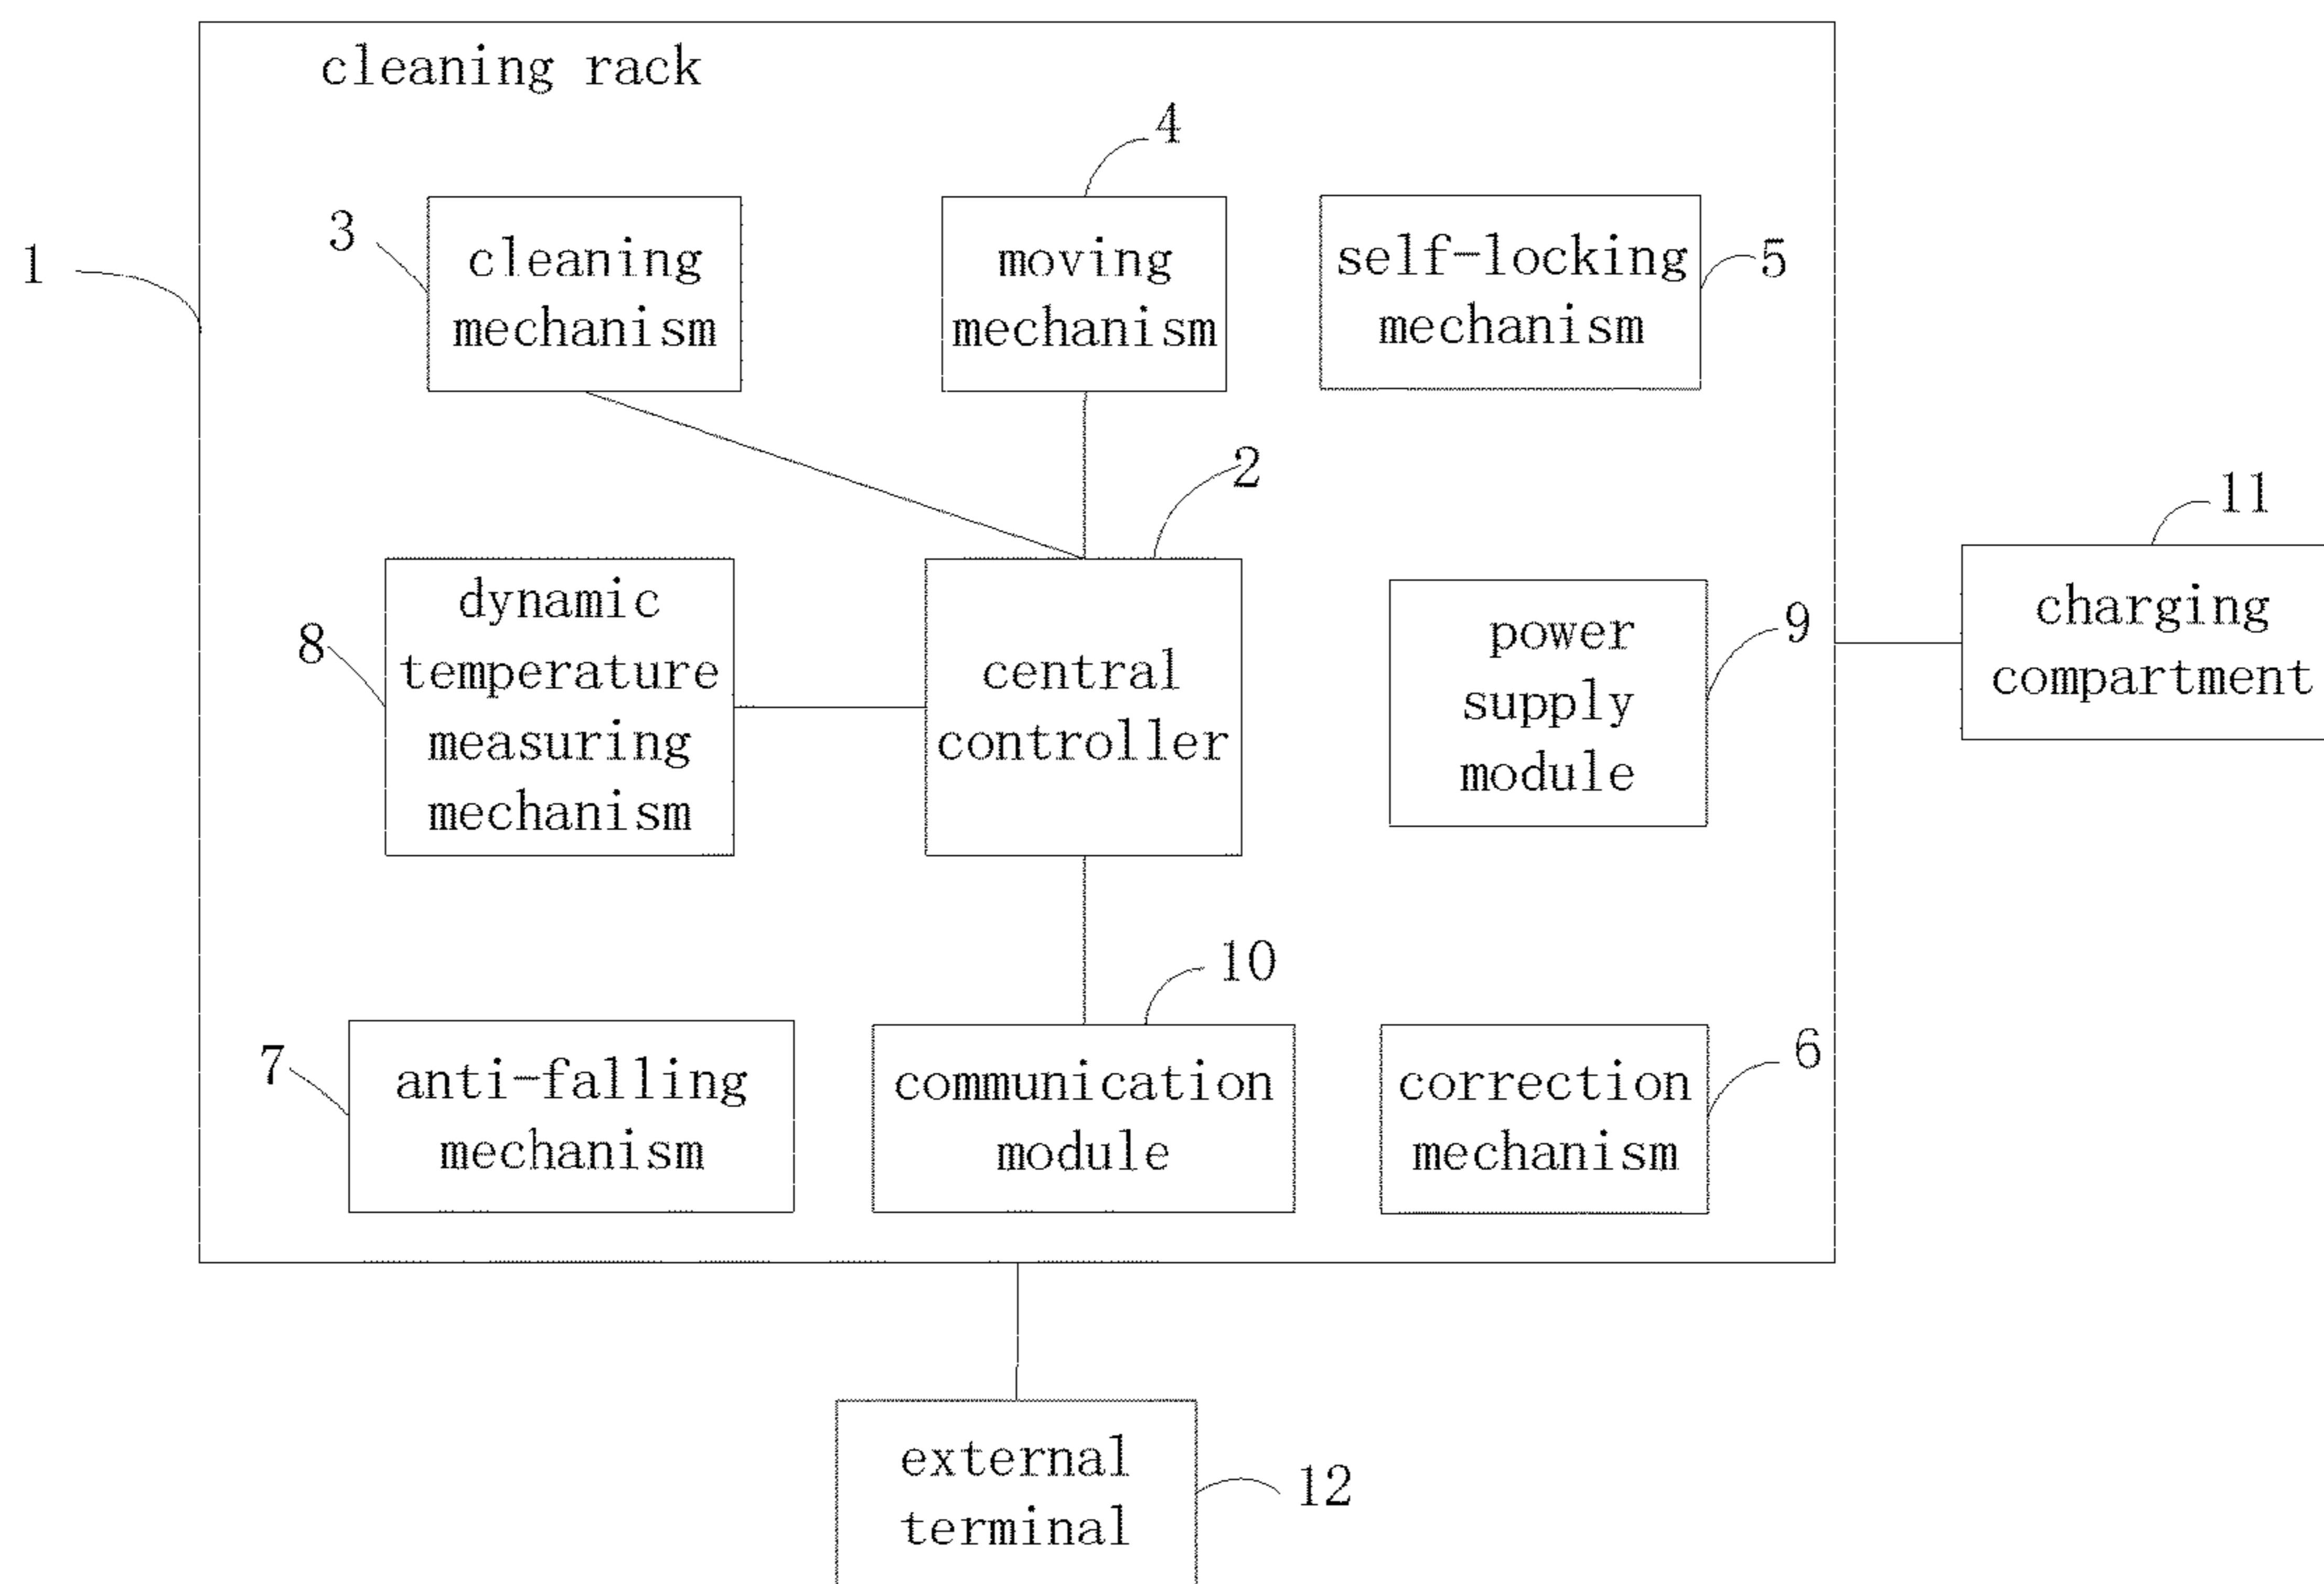 cleaning rack
1
3
cleaning
mechanism
4
moving
mechanism
self-locking
mechanism
5
2
8
dynamic
temperature
measuring
mechanism
central
controller
power
supply
module
9
11
charging
compartment
7
anti-falling
mechanism
10
communication
module
correction
mechanism
6
external
terminal
12